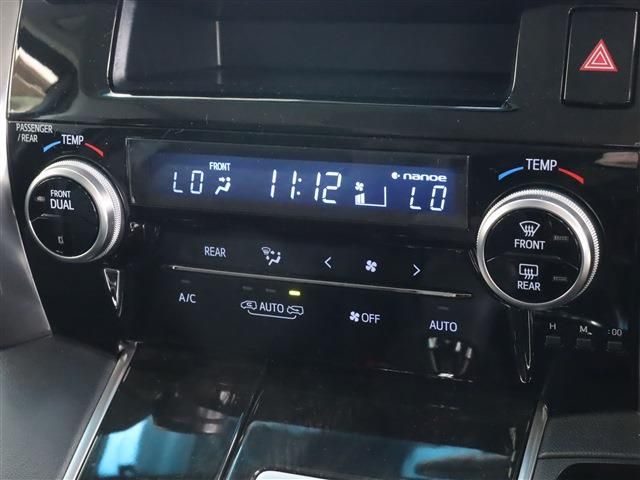 PASSENGER
/REAR
TEMP
FRONT
DUAL
FRONT
LO
11:12
nanoe
LO
TEMP
FRONT
REAR
REAR
< >
A/C
AUTO
OFF
AUTO
H M :00